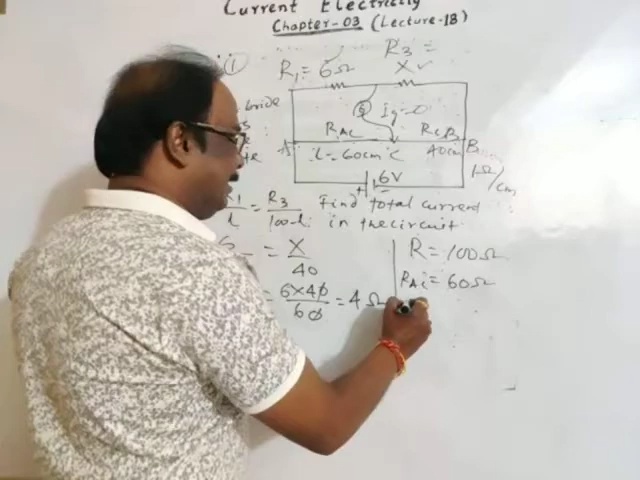 Current Electricity
Chapter-03 (Lecture-18)
① R1 = 6Ω R3 = X
Ig = 0
RAC RCB
A l = 60cm C 40cm B
1Ω/cm
6V
+ −
/l = R3/100-l Find total current in the circuit
= X/40
= 6×40/60 = 4Ω
R = 100Ω
RAC = 60Ω